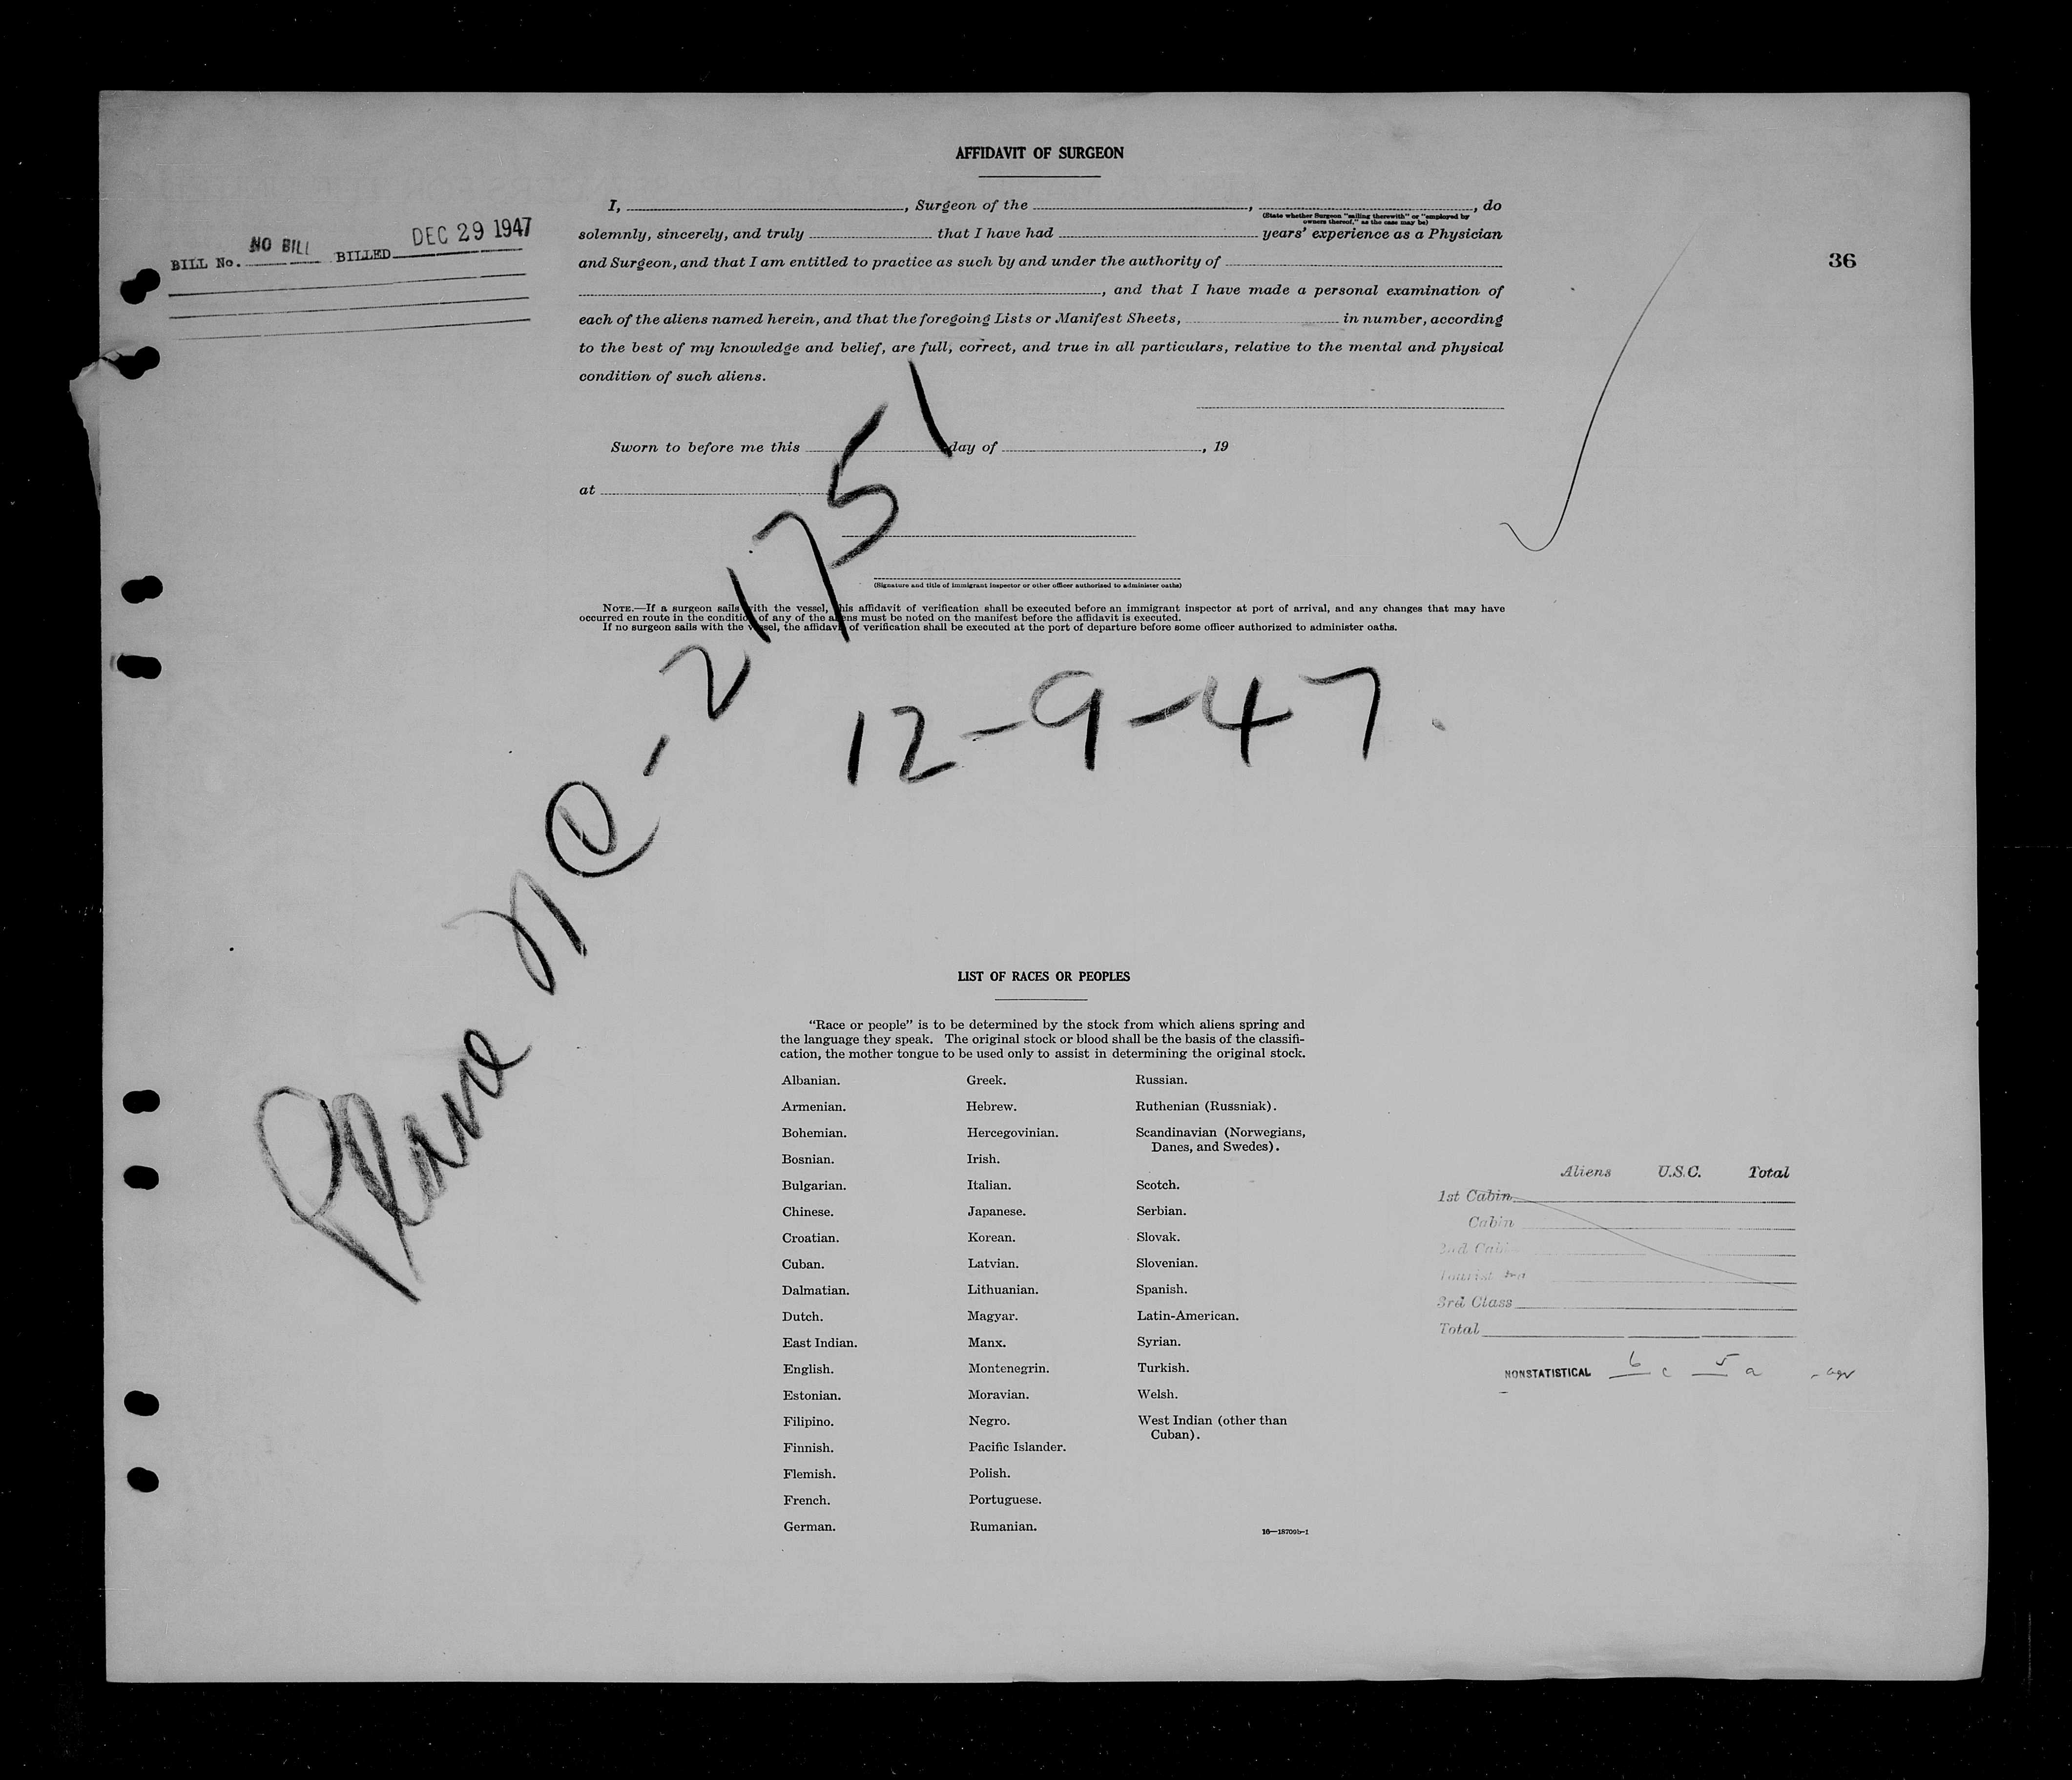 AFFIDAVIT OF SURGEON
I, , Surgeon of the , , do
(State whether Surgeon "sailing therewith" or "employed by
owners thereof," as the case may be)
solemnly, sincerely, and truly that I have had years' experience as a Physician
and Surgeon, and that I am entitled to practice as such by and under the authority of
, and that I have made a personal examination of
each of the aliens named herein, and that the foregoing Lists or Manifest Sheets, in number, according
to the best of my knowledge and belief, are full, correct, and true in all particulars, relative to the mental and physical
condition of such aliens.
BILL No. NO BILL BILLED DEC 29 1947
36
Sworn to before me this day of , 19
at
(Signature and title of immigrant inspector or other officer authorized to administer oaths)
NOTE.—If a surgeon sails with the vessel, this affidavit of verification shall be executed before an immigrant inspector at port of arrival, and any changes that may have
occurred en route in the condition of any of the aliens must be noted on the manifest before the affidavit is executed.
If no surgeon sails with the vessel, the affidavit of verification shall be executed at the port of departure before some officer authorized to administer oaths.
Plane NC-21751
12-9-47.
LIST OF RACES OR PEOPLES
"Race or people" is to be determined by the stock from which aliens spring and
the language they speak. The original stock or blood shall be the basis of the classifi-
cation, the mother tongue to be used only to assist in determining the original stock.
Albanian.
Armenian.
Bohemian.
Bosnian.
Bulgarian.
Chinese.
Croatian.
Cuban.
Dalmatian.
Dutch.
East Indian.
English.
Estonian.
Filipino.
Finnish.
Flemish.
French.
German.
Greek.
Hebrew.
Hercegovinian.
Irish.
Italian.
Japanese.
Korean.
Latvian.
Lithuanian.
Magyar.
Manx.
Montenegrin.
Moravian.
Negro.
Pacific Islander.
Polish.
Portuguese.
Rumanian.
Russian.
Ruthenian (Russniak).
Scandinavian (Norwegians,
Danes, and Swedes).
Scotch.
Serbian.
Slovak.
Slovenian.
Spanish.
Latin-American.
Syrian.
Turkish.
Welsh.
West Indian (other than
Cuban).
16—18709b-1
Aliens U.S.C. Total
1st Cabin
Cabin
2nd Cabin
Tourist
3rd Class
Total
NONSTATISTICAL 6 c 5 a